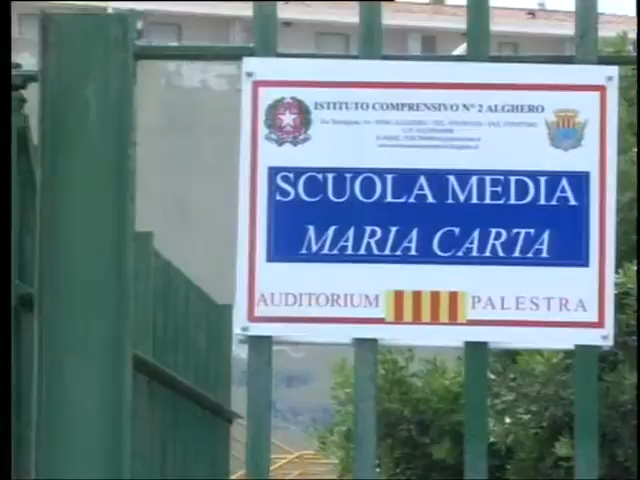 ISTITUTO COMPRENSIVO N° 2 ALGHERO
SCUOLA MEDIA
MARIA CARTA
AUDITORIUM PALESTRA